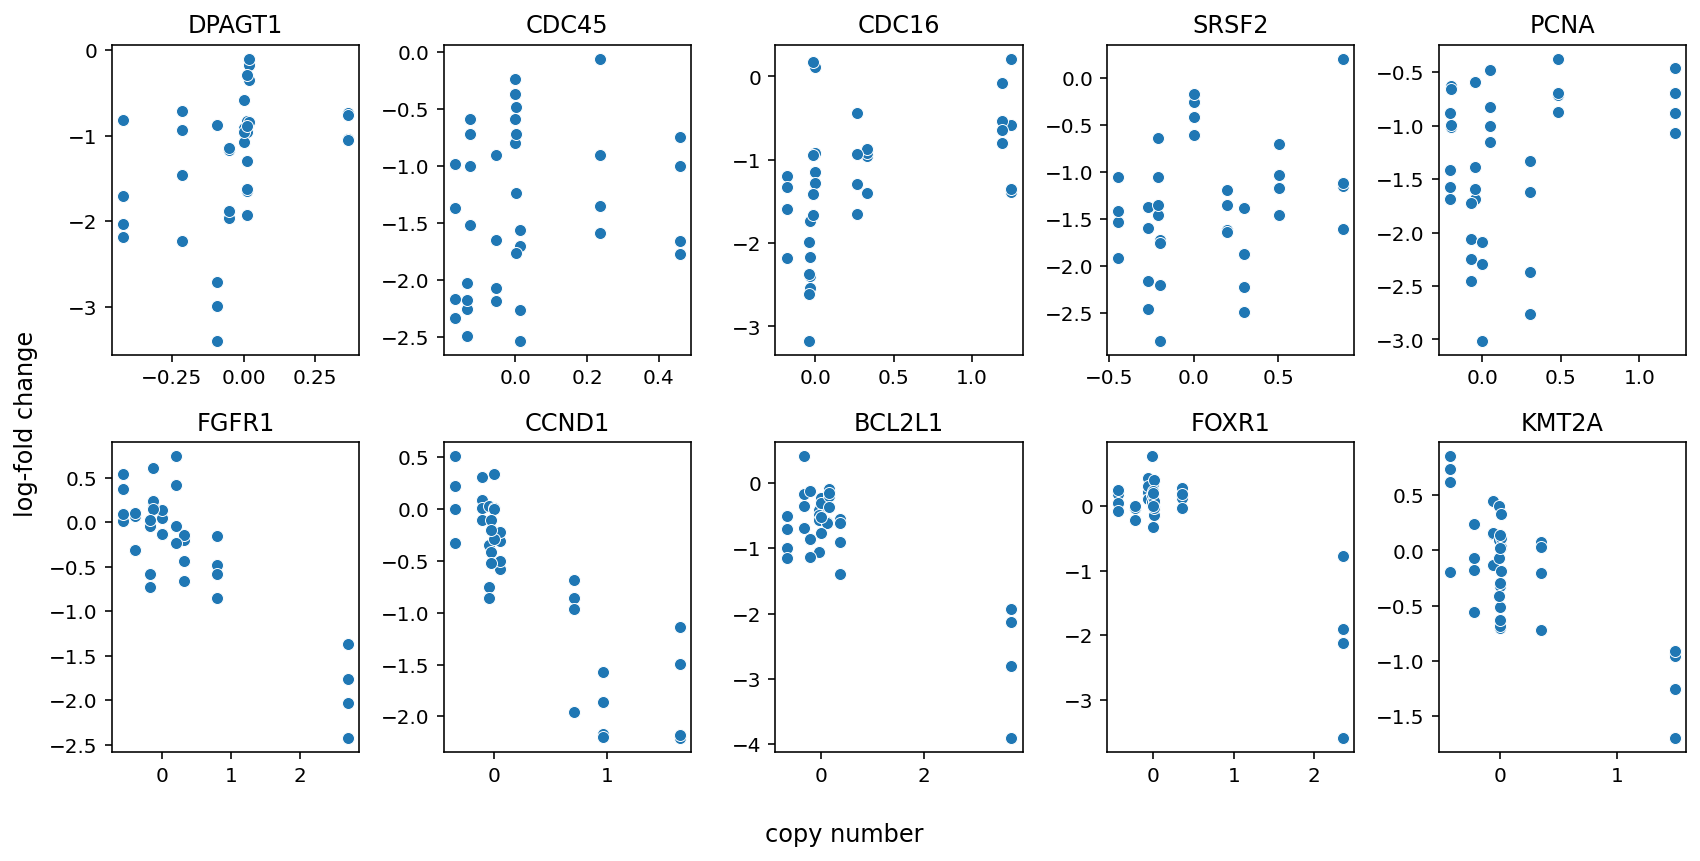 DPAGT1 CDC45 CDC16 SRSF2 PCNA
0 −1 −2 −3
−0.25 0.00 0.25
0.0 −0.5 −1.0 −1.5 −2.0 −2.5
0.0 0.2 0.4
0 −1 −2 −3
0.0 0.5 1.0
0.0 −0.5 −1.0 −1.5 −2.0 −2.5
−0.5 0.0 0.5
−0.5 −1.0 −1.5 −2.0 −2.5 −3.0
0.0 0.5 1.0
log-fold change
FGFR1 CCND1 BCL2L1 FOXR1 KMT2A
0.5 0.0 −0.5 −1.0 −1.5 −2.0 −2.5
0 1 2
0.5 0.0 −0.5 −1.0 −1.5 −2.0
0 1
0 −1 −2 −3 −4
0 2
0 −1 −2 −3
0 1 2
0.5 0.0 −0.5 −1.0 −1.5
0 1
copy number